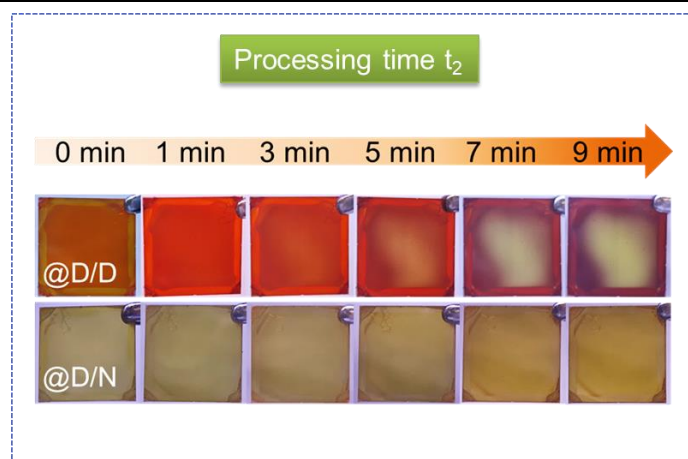 Processing time t₂
0 min 1 min 3 min 5 min 7 min 9 min
@D/D
@D/N